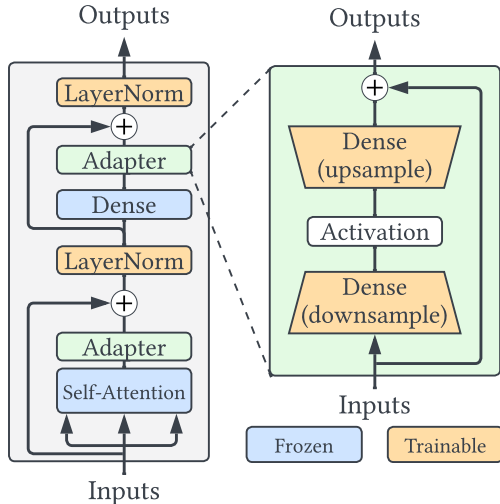 Outputs
LayerNorm
Adapter
Dense
LayerNorm
Adapter
Self-Attention
Inputs
Outputs
Dense
(upsample)
Activation
Dense
(downsample)
Inputs
Frozen
Trainable